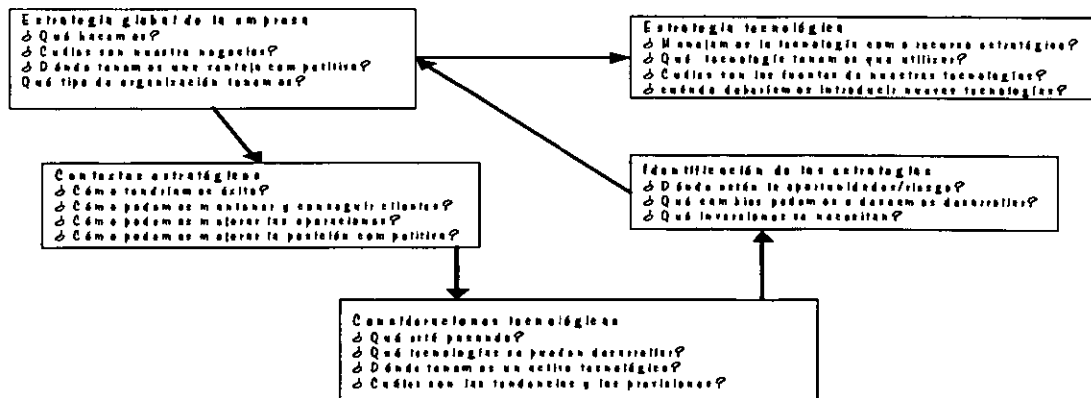 Estrategia global de la empresa
¿Qué hacemos?
¿Cuáles son nuestra negocios?
¿Dónde tenemos una ventaja competitiva?
Qué tipo de organización tenemos?
Estrategia tecnológica
¿Manejamos la tecnología como recurso estratégico?
¿Qué tecnología tenemos que utilizar?
¿Cuáles son las fuentes de nuestras tecnologías?
¿cuándo deberíamos introducir nuevas tecnologías?
Contextos estratégicos
¿Cómo tendríamos éxito?
¿Cómo podemos mantener y conseguir clientes?
¿Cómo podemos mejorar las operaciones?
¿Cómo podemos mejorar la posición competitiva?
Identificación de las estrategias
¿Dónde están la oportunidades/riesgo?
¿Qué cambios podemos o debemos desarrollar?
¿Qué inversiones se necesitan?
Consideraciones tecnológicas
¿Qué está pasando?
¿Qué tecnologías se pueden desarrollar?
¿Dónde tenemos un activo tecnológico?
¿Cuáles son las tendencias y las previsiones?